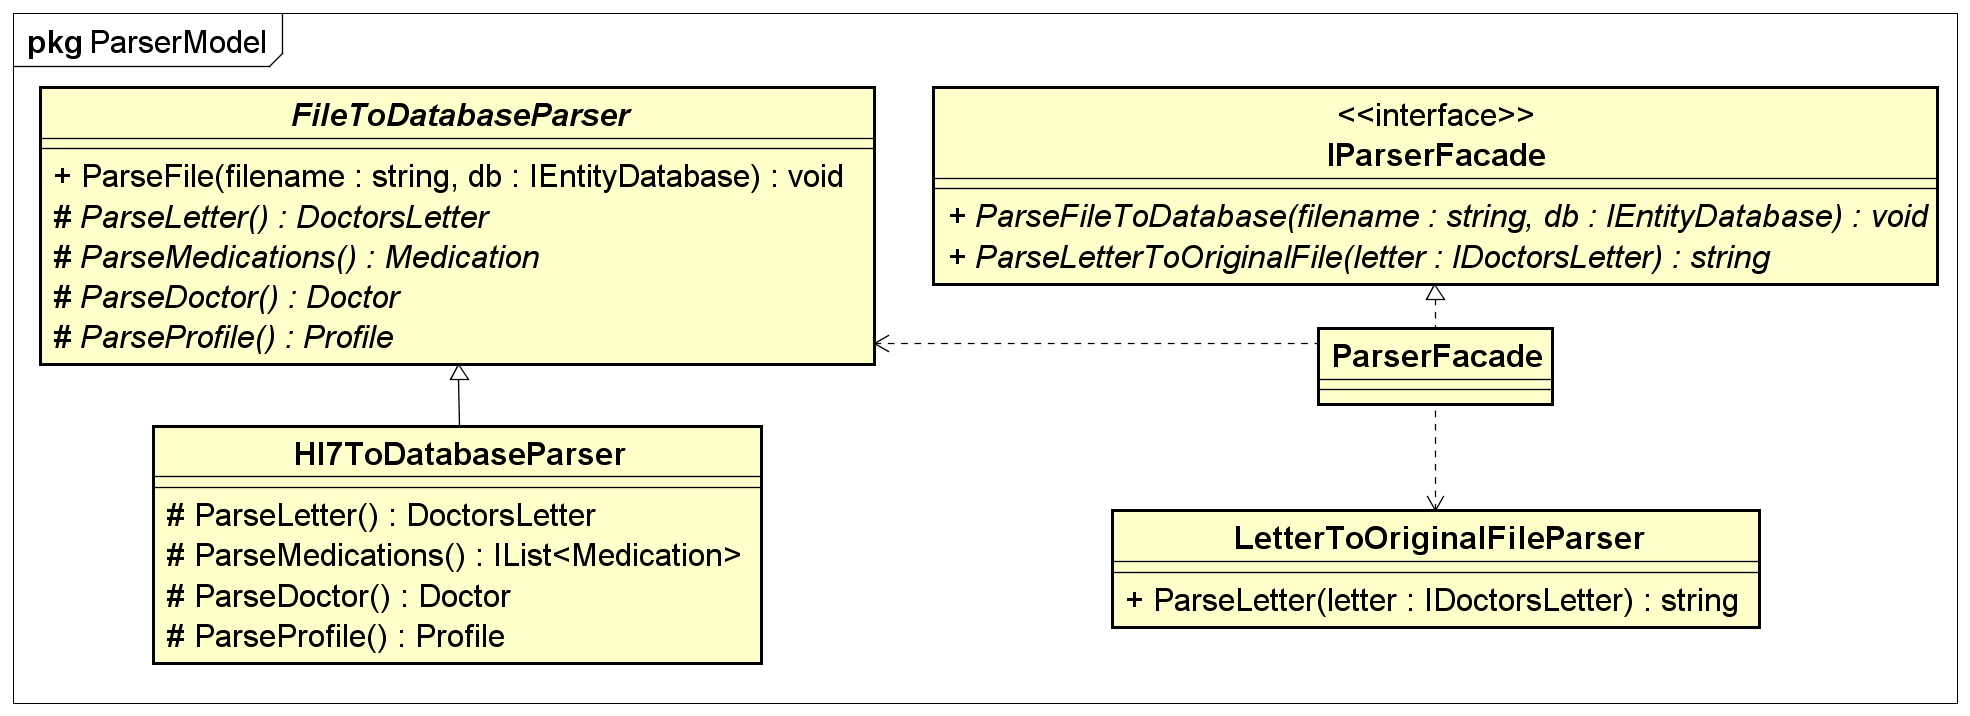 pkg ParserModel
FileToDatabaseParser
+ ParseFile(filename : string, db : IEntityDatabase) : void
# ParseLetter() : DoctorsLetter
# ParseMedications() : Medication
# ParseDoctor() : Doctor
# ParseProfile() : Profile
<<interface>>
IParserFacade
+ ParseFileToDatabase(filename : string, db : IEntityDatabase) : void
+ ParseLetterToOriginalFile(letter : IDoctorsLetter) : string
ParserFacade
Hl7ToDatabaseParser
# ParseLetter() : DoctorsLetter
# ParseMedications() : IList<Medication>
# ParseDoctor() : Doctor
# ParseProfile() : Profile
LetterToOriginalFileParser
+ ParseLetter(letter : IDoctorsLetter) : string